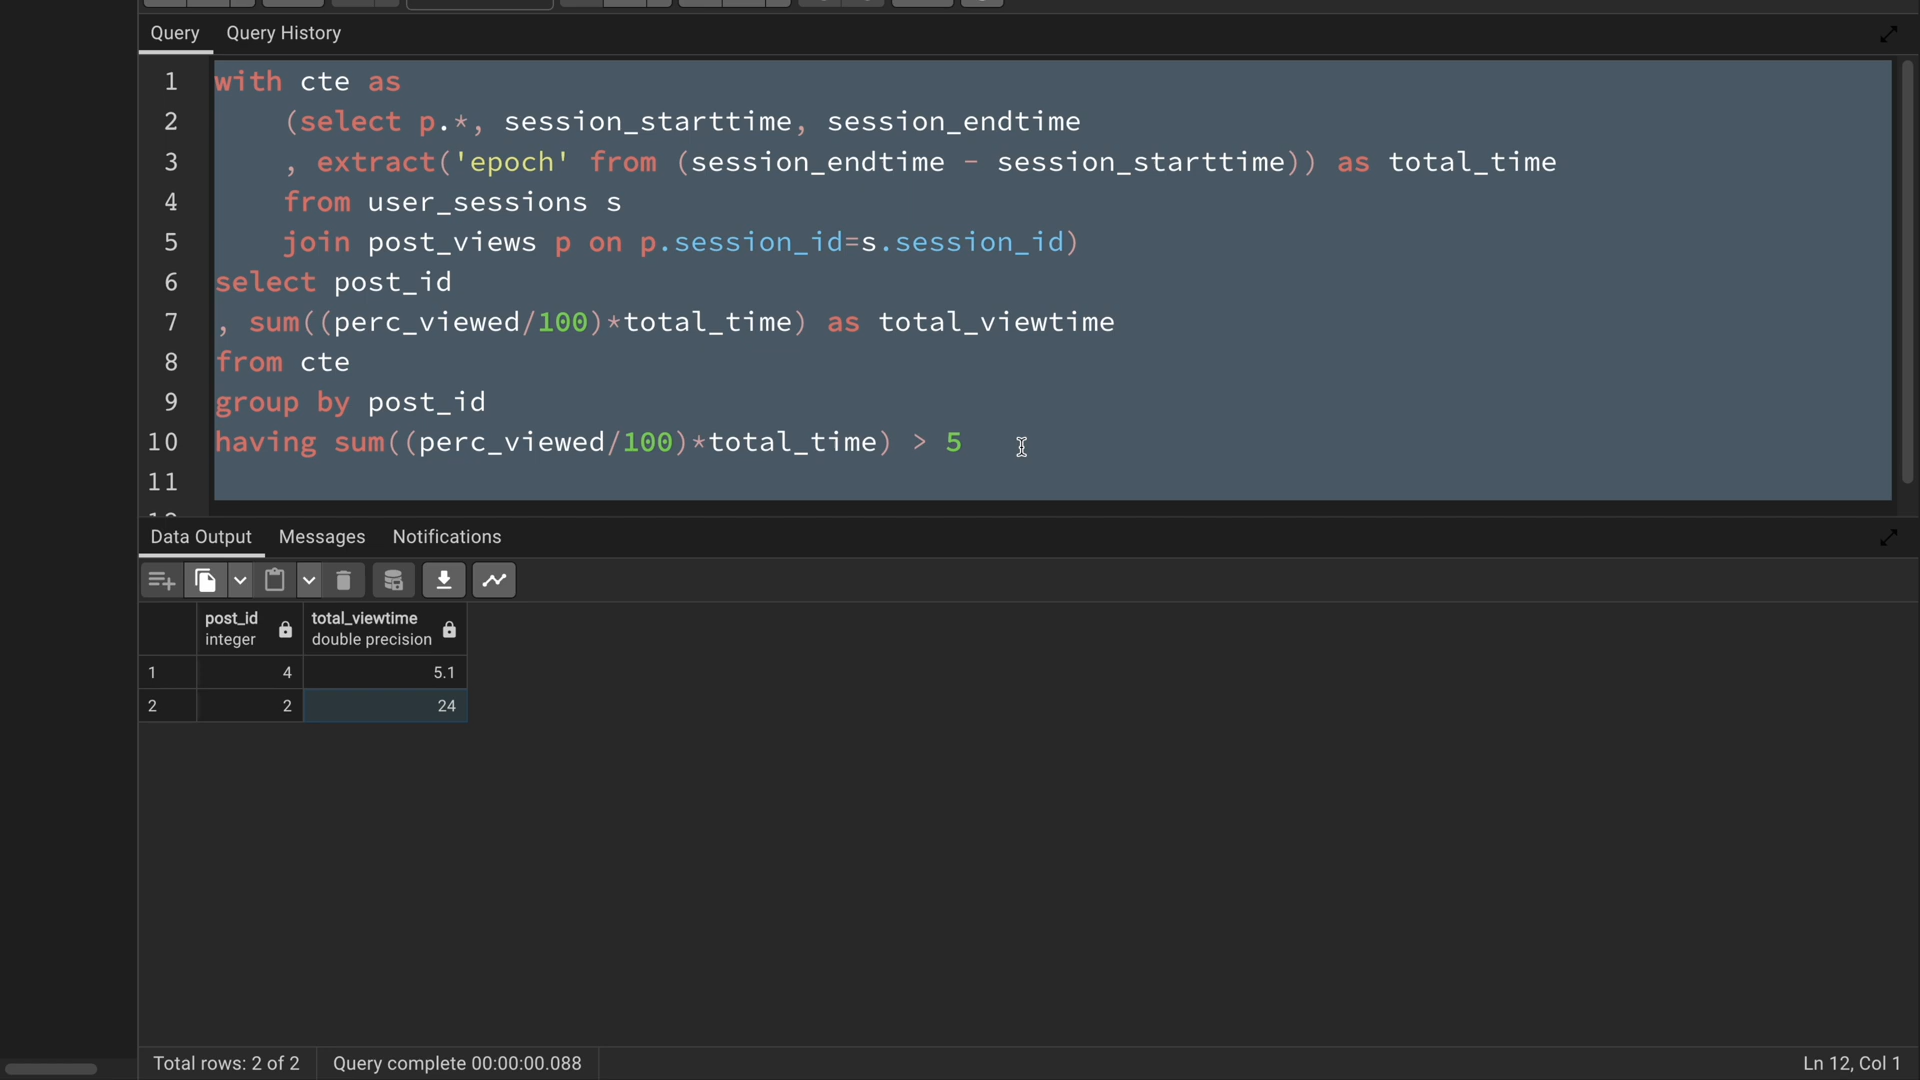 Query Query History
1 with cte as
2 (select p.*, session_starttime, session_endtime
3 , extract('epoch' from (session_endtime - session_starttime)) as total_time
4 from user_sessions s
5 join post_views p on p.session_id=s.session_id)
6 select post_id
7 , sum((perc_viewed/100)*total_time) as total_viewtime
8 from cte
9 group by post_id
10 having sum((perc_viewed/100)*total_time) > 5
11
Data Output Messages Notifications
post_id total_viewtime
integer double precision
1 4 5.1
2 2 24
Total rows: 2 of 2 Query complete 00:00:00.088 Ln 12, Col 1